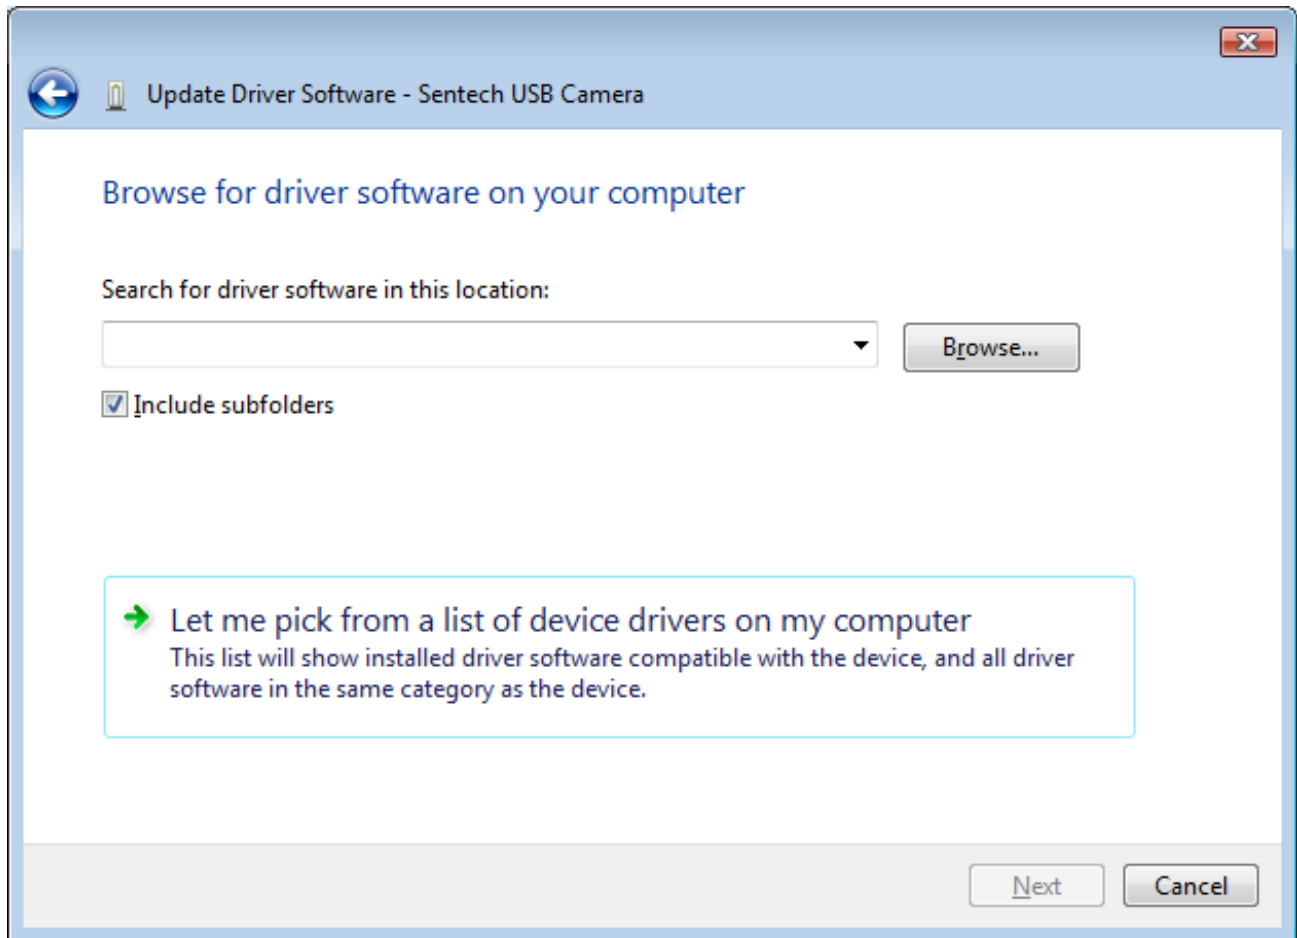 Update Driver Software - Sentech USB Camera
Browse for driver software on your computer
Search for driver software in this location:
Browse...
Include subfolders
Let me pick from a list of device drivers on my computer
This list will show installed driver software compatible with the device, and all driver
software in the same category as the device.
Next
Cancel